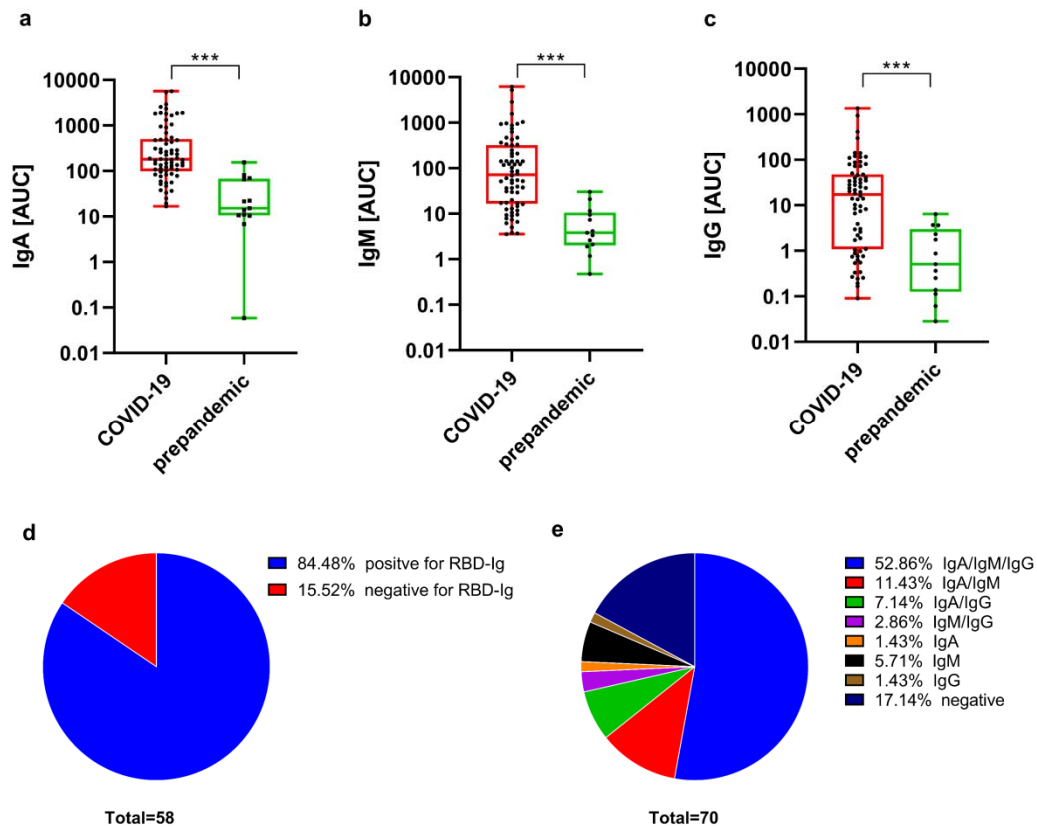 a
***
10000
1000
100
10
1
0.1
0.01
IgA [AUC]
COVID-19
prepandemic
b
***
10000
1000
100
10
1
0.1
0.01
IgM [AUC]
COVID-19
prepandemic
c
***
10000
1000
100
10
1
0.1
0.01
IgG [AUC]
COVID-19
prepandemic
d
84.48% positve for RBD-Ig
15.52% negative for RBD-Ig
Total=58
e
52.86% IgA/IgM/IgG
11.43% IgA/IgM
7.14% IgA/IgG
2.86% IgM/IgG
1.43% IgA
5.71% IgM
1.43% IgG
17.14% negative
Total=70